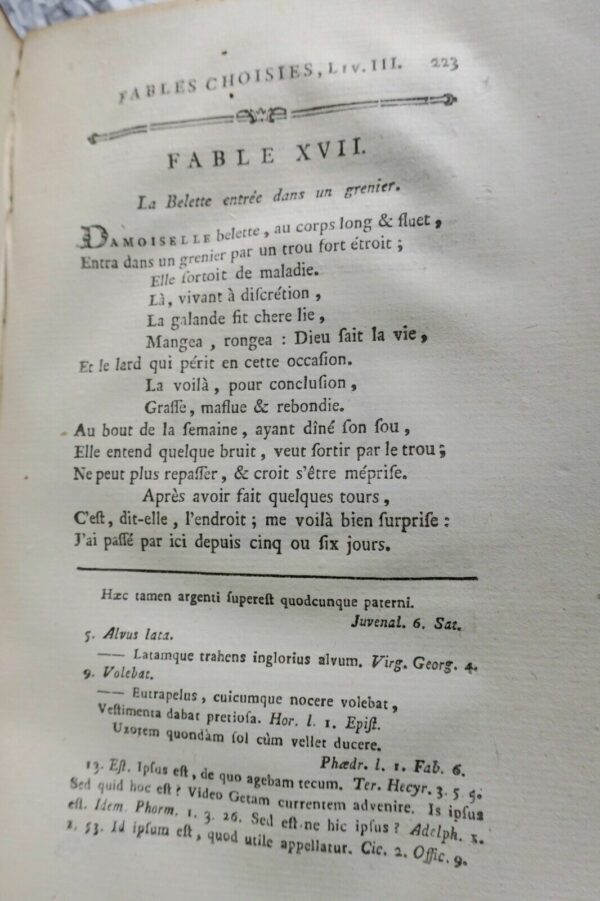 FABLES CHOISIES, LIV. III. 223
FABLE XVII.
La Belette entrée dans un grenier.
DAMOISELLE belette, au corps long & fluet,
Entra dans un grenier par un trou fort étroit ;
Elle ſortoit de maladie.
Là, vivant à diſcrétion,
La galande fit chere lie,
Mangea, rongea : Dieu ſait la vie,
Et le lard qui périt en cette occaſion.
La voilà, pour concluſion,
Graſſe, maflue & rebondie.
Au bout de la ſemaine, ayant dîné ſon ſou,
Elle entend quelque bruit, veut ſortir par le trou ;
Ne peut plus repaſſer, & croit s'être mépriſe.
Après avoir fait quelques tours,
C'eſt, dit-elle, l'endroit ; me voilà bien ſurpriſe :
J'ai paſſé par ici depuis cinq ou ſix jours.
Hæc tamen argenti ſupereſt quodcunque paterni.
Juvenal. 6. Sat.
5. Alvus lata.
—— Latamque trahens inglorius alvum. Virg. Georg. 4.
9. Volebat.
—— Eutrapelus, cuicumque nocere volebat,
Veſtimenta dabat pretioſa. Hor. l. 1. Epiſt.
Uxorem quondàm ſol cùm vellet ducere.
Phædr. l. 1. Fab. 6.
13. Eſt. Ipſus eſt, de quo agebam tecum. Ter. Hecyr. 3. 5. 5.
Sed quid hoc eſt ? Video Getam currentem advenire. Is ipſus
eſt. Idem. Phorm. 1. 3. 26. Sed eſt-ne hic ipſus ? Adelph. 1.
2. 53. Id ipſum eſt, quod utile appellatur. Cic. 2. Offic. 9.